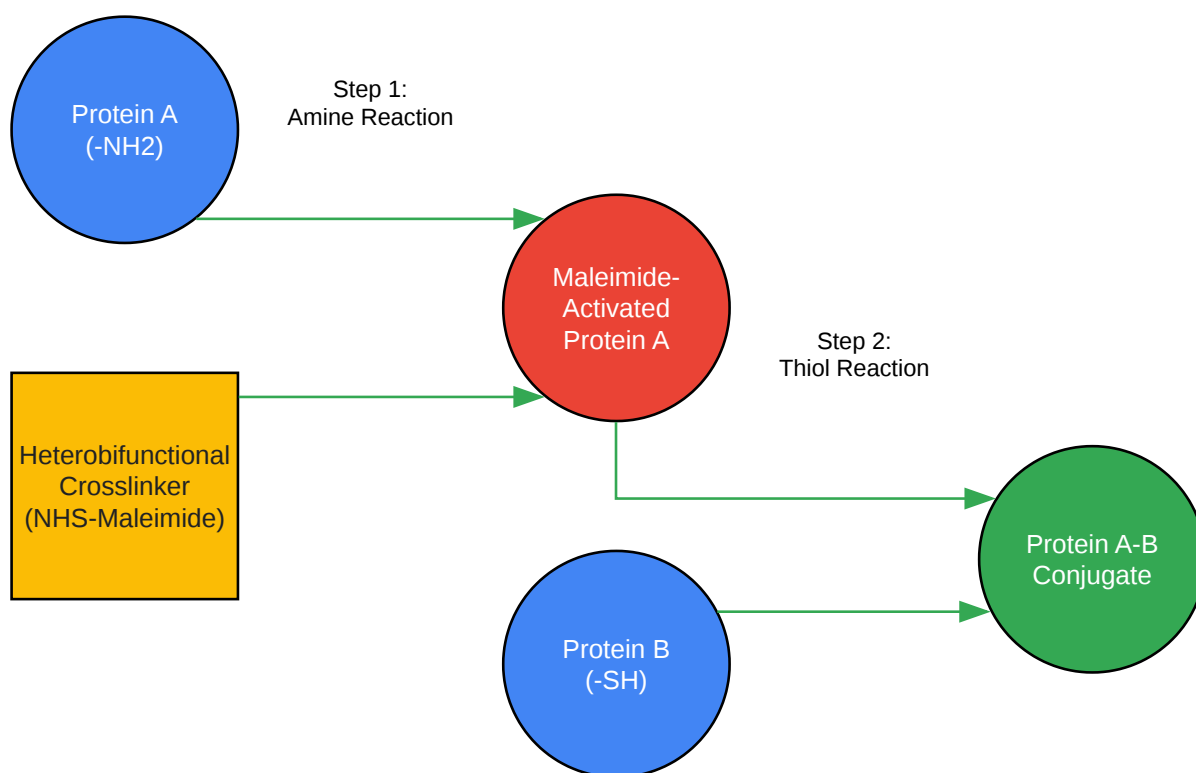 Protein A
(-NH2)
Step 1:
Amine Reaction
Maleimide-
Activated
Protein A
Heterobifunctional
Crosslinker
(NHS-Maleimide)
Step 2:
Thiol Reaction
Protein B
(-SH)
Protein A-B
Conjugate